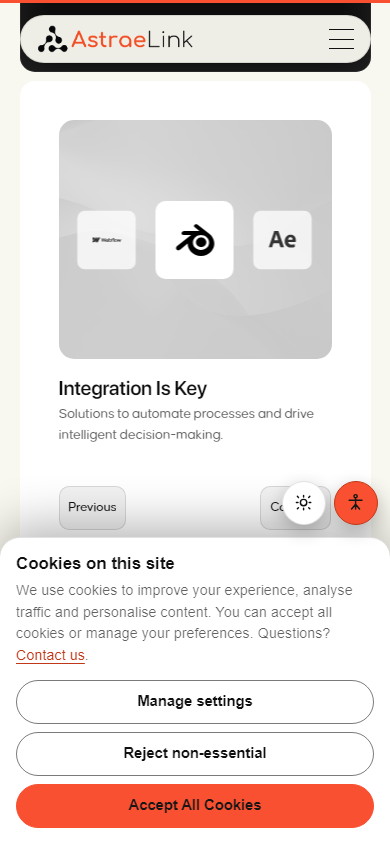 AstraeLink
Webflow
Ae
Integration Is Key
Solutions to automate processes and drive
intelligent decision-making.
Previous
Co
Cookies on this site
We use cookies to improve your experience, analyse
traffic and personalise content. You can accept all
cookies or manage your preferences. Questions?
Contact us.
Manage settings
Reject non-essential
Accept All Cookies